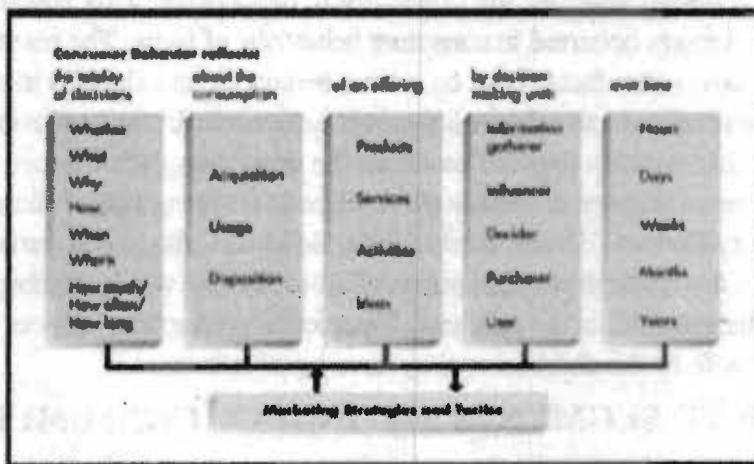 Consumer Behavior reflects
the totality
of decisions
about the
consumption
of an offering
by decision
making units
over time
Whether
What
Why
How
When
Where
How much/
How often/
How long
Acquisition
Usage
Disposition
Products
Services
Activities
Ideas
Information
gatherer
Influencer
Decider
Purchaser
User
Hours
Days
Weeks
Months
Years
Marketing Strategies and Tactics